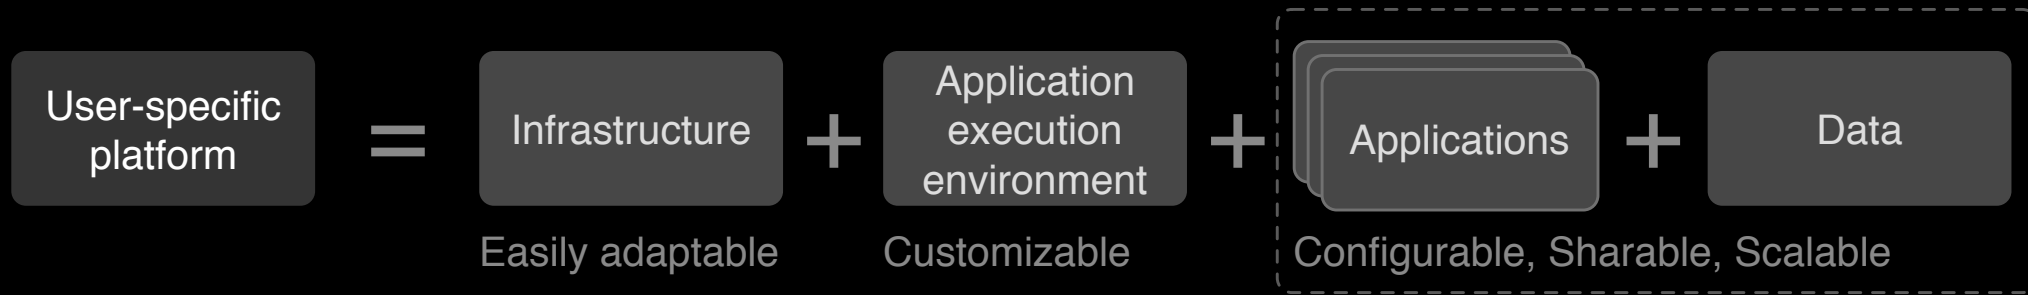 User-specific
platform
=
Infrastructure
+
Application
execution
environment
+
Applications
+
Data
Easily adaptable
Customizable
Configurable, Sharable, Scalable